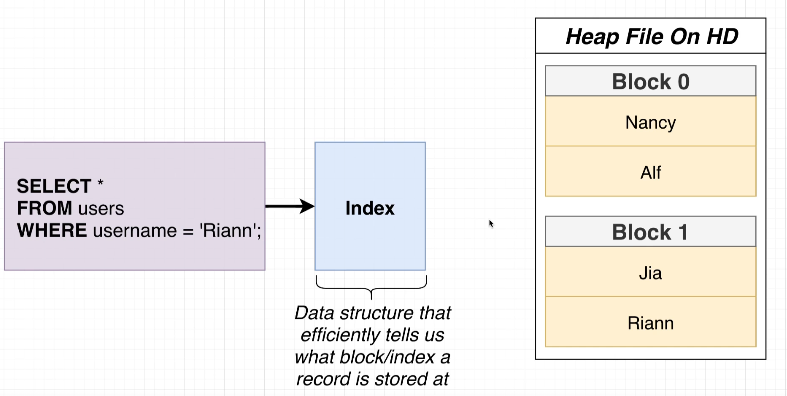 SELECT *
FROM users
WHERE username = 'Riann';
Index
Data structure that
efficiently tells us
what block/index a
record is stored at
Heap File On HD
Block 0
Nancy
Alf
Block 1
Jia
Riann